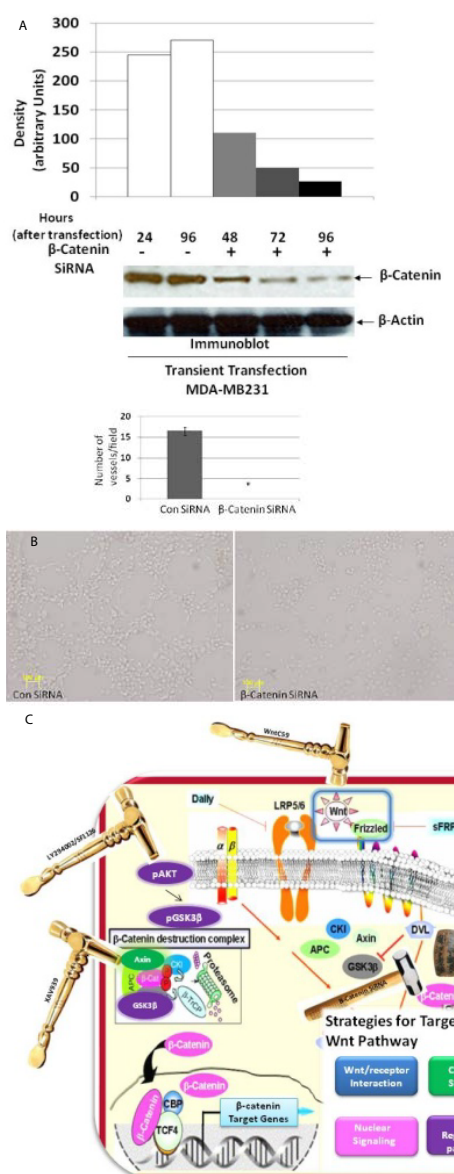 A
300
250
200
150
100
50
0
Density
(arbitrary Units)
Hours
(after transfection) 24 96 48 72 96
β-Catenin - - + + +
SiRNA
β-Catenin
β-Actin
Immunoblot
Transient Transfection
MDA-MB231
20
15
10
5
0
Number of
vessels/field
*
Con SiRNA β-Catenin SiRNA
B
Con SiRNA
β-Catenin SiRNA
C
WntC59
LY294002/SF1126
XAV939
Daily
LRP5/6
Wnt
Frizzled
sFRP
α β
pAKT
pGSK3β
β-Catenin destruction complex
Axin
CKI
APC
β-Cat
GSK3β
β-TrCP
Proteasome
CKI
APC
Axin
GSK3β
DVL
β-Catenin SiRNA
β-Catenin
β-Catenin
β-Catenin
CBP
TCF4
β-catenin
Target Genes
Strategies for Targe
Wnt Pathway
Wnt/receptor
Interaction
Nuclear
Signaling